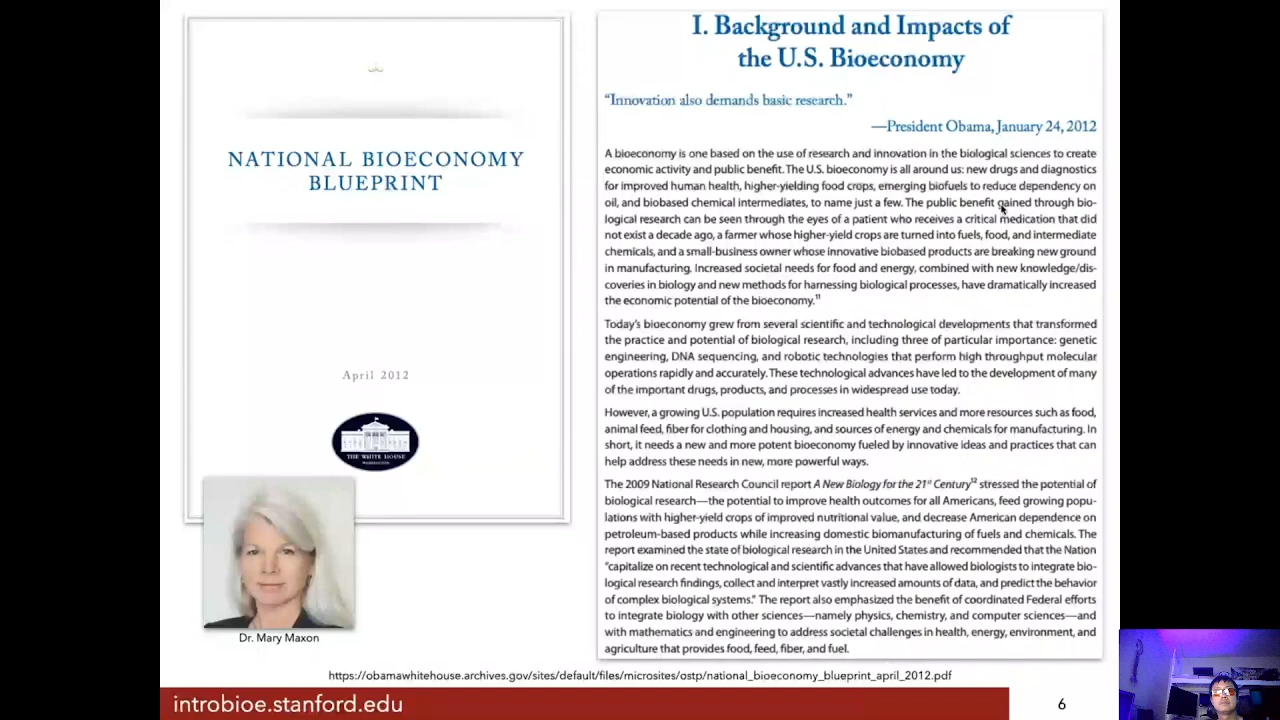 NATIONAL BIOECONOMY
BLUEPRINT
April 2012
THE WHITE HOUSE
WASHINGTON
Dr. Mary Maxon
I. Background and Impacts of
the U.S. Bioeconomy
“Innovation also demands basic research.”
—President Obama, January 24, 2012
A bioeconomy is one based on the use of research and innovation in the biological sciences to create
economic activity and public benefit. The U.S. bioeconomy is all around us: new drugs and diagnostics
for improved human health, higher-yielding food crops, emerging biofuels to reduce dependency on
oil, and biobased chemical intermediates, to name just a few. The public benefit gained through bio-
logical research can be seen through the eyes of a patient who receives a critical medication that did
not exist a decade ago, a farmer whose higher-yield crops are turned into fuels, food, and intermediate
chemicals, and a small-business owner whose innovative biobased products are breaking new ground
in manufacturing. Increased societal needs for food and energy, combined with new knowledge/dis-
coveries in biology and new methods for harnessing biological processes, have dramatically increased
the economic potential of the bioeconomy.11
Today’s bioeconomy grew from several scientific and technological developments that transformed
the practice and potential of biological research, including three of particular importance: genetic
engineering, DNA sequencing, and robotic technologies that perform high throughput molecular
operations rapidly and accurately. These technological advances have led to the development of many
of the important drugs, products, and processes in widespread use today.
However, a growing U.S. population requires increased health services and more resources such as food,
animal feed, fiber for clothing and housing, and sources of energy and chemicals for manufacturing. In
short, it needs a new and more potent bioeconomy fueled by innovative ideas and practices that can
help address these needs in new, more powerful ways.
The 2009 National Research Council report A New Biology for the 21st Century12 stressed the potential of
biological research—the potential to improve health outcomes for all Americans, feed growing popu-
lations with higher-yield crops of improved nutritional value, and decrease American dependence on
petroleum-based products while increasing domestic biomanufacturing of fuels and chemicals. The
report examined the state of biological research in the United States and recommended that the Nation
“capitalize on recent technological and scientific advances that have allowed biologists to integrate bio-
logical research findings, collect and interpret vastly increased amounts of data, and predict the behavior
of complex biological systems.” The report also emphasized the benefit of coordinated Federal efforts
to integrate biology with other sciences—namely physics, chemistry, and computer sciences—and
with mathematics and engineering to address societal challenges in health, energy, environment, and
agriculture that provides food, feed, fiber, and fuel.
https://obamawhitehouse.archives.gov/sites/default/files/microsites/ostp/national_bioeconomy_blueprint_april_2012.pdf
introbioe.stanford.edu
6